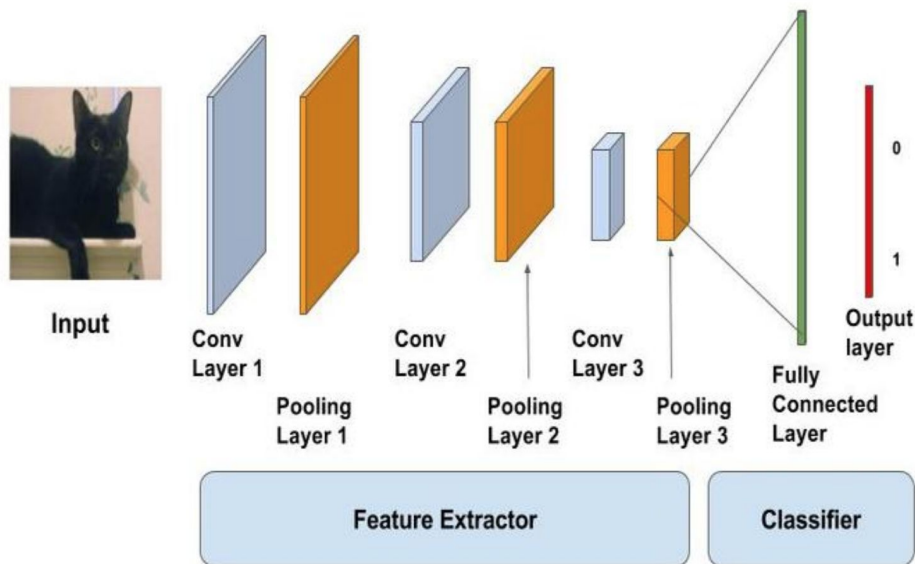 Input
Conv
Layer 1
Pooling
Layer 1
Conv
Layer 2
Pooling
Layer 2
Conv
Layer 3
Pooling
Layer 3
Fully
Connected
Layer
0
1
Output
layer
Feature Extractor
Classifier